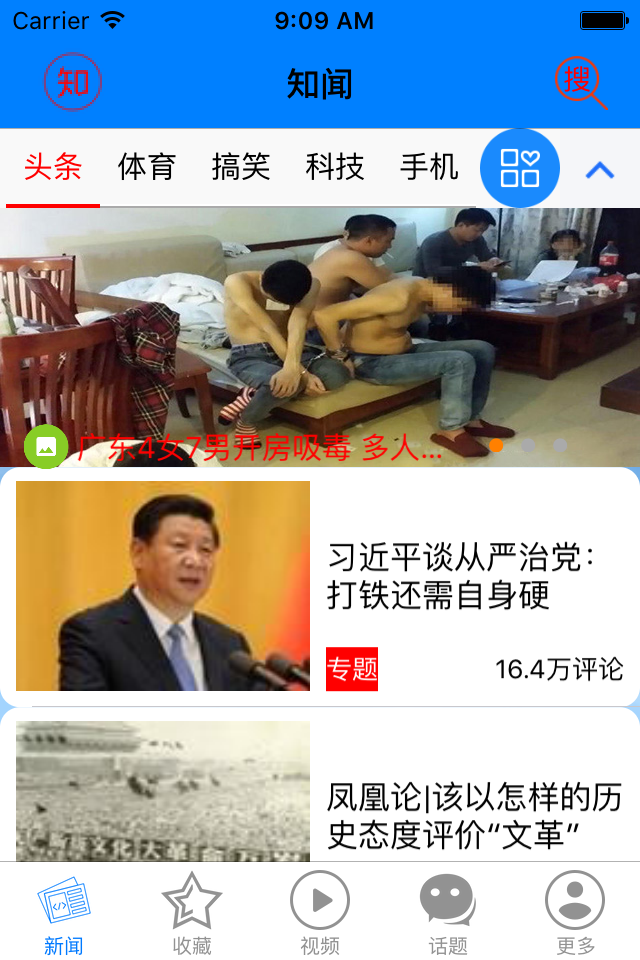 Carrier 9:09 AM
知 知闻 搜
头条 体育 搞笑 科技 手机
广东4女7男开房吸毒 多人...
习近平谈从严治党：
打铁还需自身硬
专题 16.4万评论
凤凰论|该以怎样的历
史态度评价“文革”
新闻 收藏 视频 话题 更多